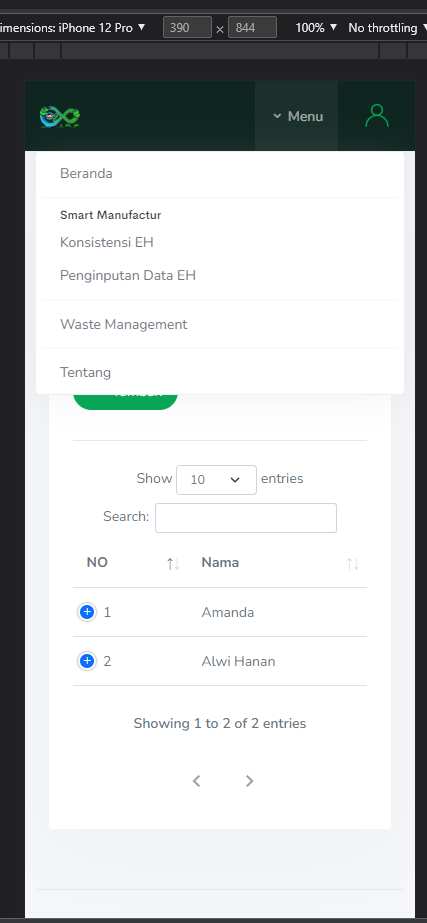 imensions: iPhone 12 Pro ▼ 390 × 844 100% ▼ No throttling
Menu
Beranda
Smart Manufactur
Konsistensi EH
Penginputan Data EH
Waste Management
Tentang
Show 10 entries
Search:
NO Nama
1 Amanda
2 Alwi Hanan
Showing 1 to 2 of 2 entries